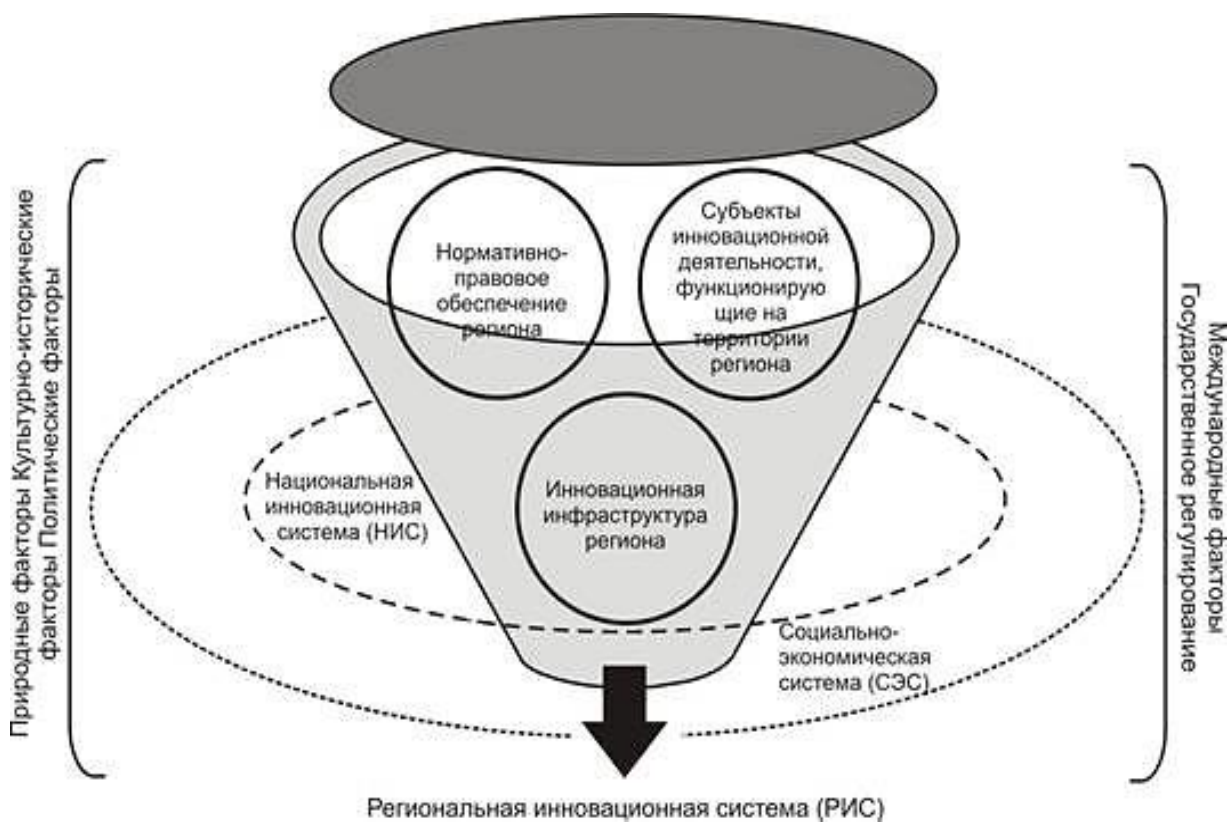 Природные факторы Культурно-исторические
факторы Политические факторы
Нормативно-
правовое
обеспечение
региона
Субъекты
инновационной
деятельности,
функционирую
щие на
территории
региона
Национальная
инновационная
система (НИС)
Инновационная
инфраструктура
региона
Социально-
экономическая
система (СЭС)
Международные факторы
Государственное регулирование
Региональная инновационная система (РИС)